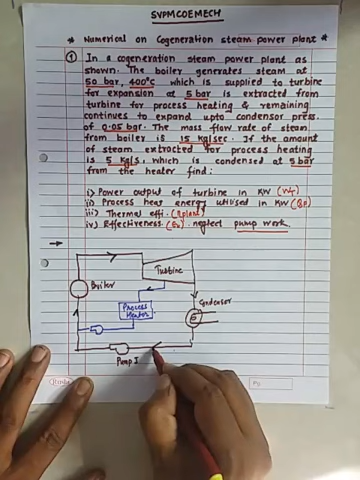 SVPMCOEMECH
* Numerical on Cogeneration steam power plant *
① In a cogeneration steam power plant as
shown. The boiler generates steam at
50 bar, 400°C which is supplied to turbine
for expansion at 5 bar is extracted from
turbine for process heating & remaining
continues to expand upto condensor press.
of 0.05 bar. The mass flow rate of steam
from boiler is 15 kg/sec. If the amount
of steam extracted for process heating
is 5 kg/s, which is condensed at 5 bar
from the heater find:
i) Power output of turbine in KW (WT)
ii) Process heat energy utilised in KW (Qp)
iii) Thermal effi. (ηplant)
iv) Effectiveness (Eu) neglect pump work.
→
Turbine
Boiler
Process
Heater
Condensor
Pump I